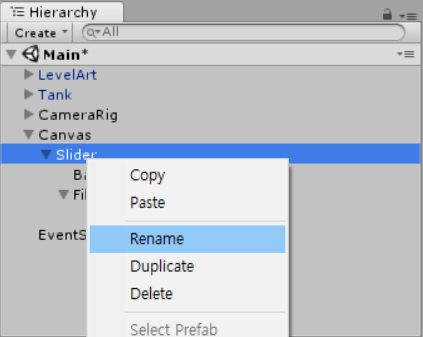 Hierarchy
Create
All
Main*
LevelArt
Tank
CameraRig
Canvas
Slider
Copy
Paste
Rename
Duplicate
Delete
Select Prefab